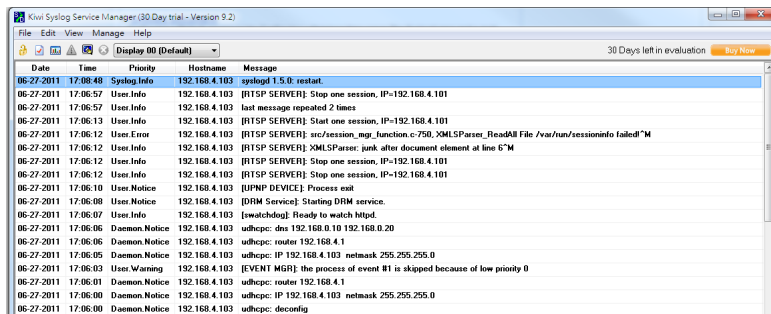 Kiwi Syslog Service Manager (30 Day trial - Version 9.2)
File Edit View Manage Help
Display 00 (Default) 30 Days left in evaluation Buy Now
Date Time Priority Hostname Message
06-27-2011 17:08:48 Syslog.Info 192.168.4.103 syslogd 1.5.0: restart.
06-27-2011 17:06:57 User.Info 192.168.4.103 [RTSP SERVER]: Stop one session, IP=192.168.4.101
06-27-2011 17:06:57 User.Info 192.168.4.103 last message repeated 2 times
06-27-2011 17:06:13 User.Info 192.168.4.103 [RTSP SERVER]: Start one session, IP=192.168.4.101
06-27-2011 17:06:12 User.Error 192.168.4.103 [RTSP SERVER]: src/session_mgr_function.c-750, XMLSParser_ReadAll File /var/run/sessioninfo failed!^M
06-27-2011 17:06:12 User.Info 192.168.4.103 [RTSP SERVER]: XMLSParser: junk after document element at line 6^M
06-27-2011 17:06:12 User.Info 192.168.4.103 [RTSP SERVER]: Stop one session, IP=192.168.4.101
06-27-2011 17:06:12 User.Info 192.168.4.103 [RTSP SERVER]: Stop one session, IP=192.168.4.101
06-27-2011 17:06:10 User.Notice 192.168.4.103 [UPNP DEVICE]: Process exit
06-27-2011 17:06:08 User.Notice 192.168.4.103 [DRM Service]: Starting DRM service.
06-27-2011 17:06:07 User.Info 192.168.4.103 [swatchdog]: Ready to watch httpd.
06-27-2011 17:06:06 Daemon.Notice 192.168.4.103 udhcpc: dns 192.168.0.10 192.168.0.20
06-27-2011 17:06:06 Daemon.Notice 192.168.4.103 udhcpc: router 192.168.4.1
06-27-2011 17:06:05 Daemon.Notice 192.168.4.103 udhcpc: IP 192.168.4.103 netmask 255.255.255.0
06-27-2011 17:06:03 User.Warning 192.168.4.103 [EVENT MGR]: the process of event #1 is skipped because of low priority 0
06-27-2011 17:06:01 Daemon.Notice 192.168.4.103 udhcpc: router 192.168.4.1
06-27-2011 17:06:00 Daemon.Notice 192.168.4.103 udhcpc: IP 192.168.4.103 netmask 255.255.255.0
06-27-2011 17:06:00 Daemon.Notice 192.168.4.103 udhcpc: deconfig